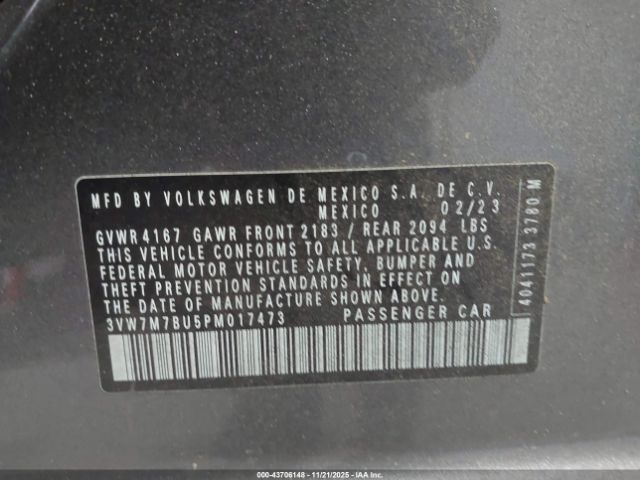 MFD BY VOLKSWAGEN DE MEXICO S.A. DE C.V.
MEXICO 02/23
GVWR 4167 GAWR FRONT 2183 / REAR 2094 LBS
THIS VEHICLE CONFORMS TO ALL APPLICABLE U.S.
FEDERAL MOTOR VEHICLE SAFETY, BUMPER AND
THEFT PREVENTION STANDARDS IN EFFECT ON
THE DATE OF MANUFACTURE SHOWN ABOVE.
3VW7M7BU5PM017473 PASSENGER CAR
4041173 3780 M
000-43706148 - 11/21/2025 - IAAI.COM